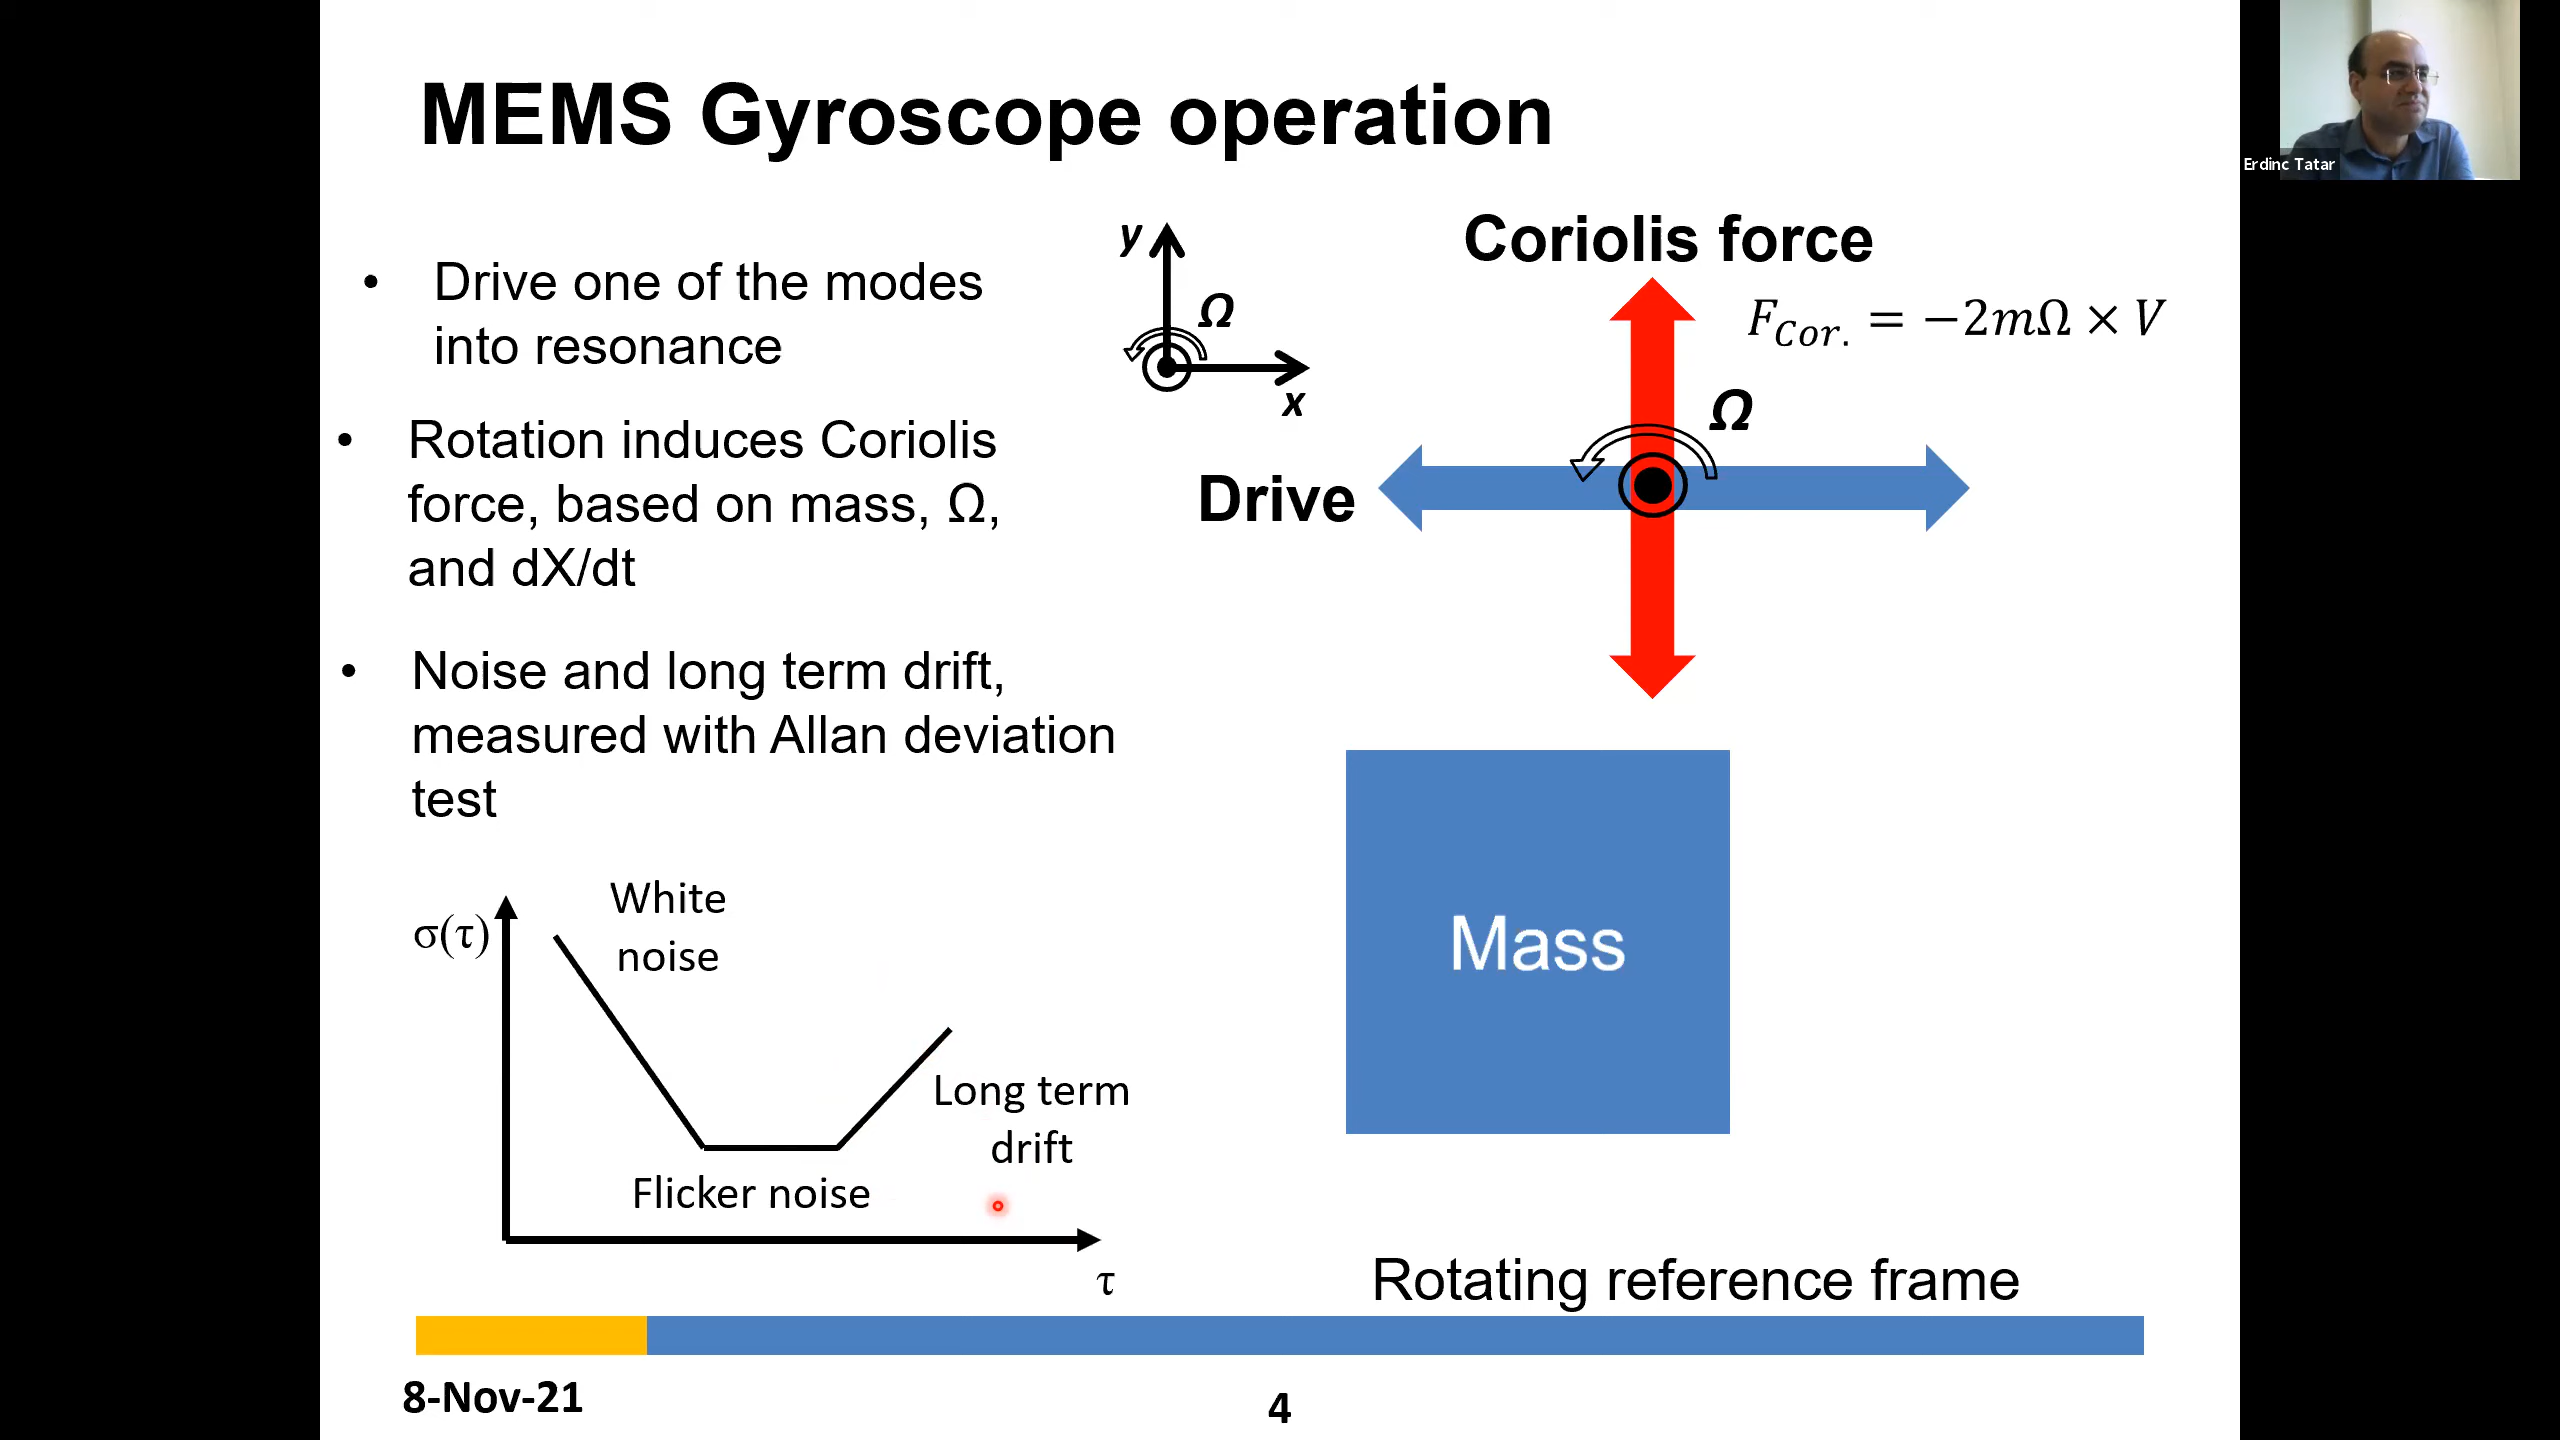 MEMS Gyroscope operation
Erdinc Tatar
• Drive one of the modes
into resonance
• Rotation induces Coriolis
force, based on mass, Ω,
and dX/dt
• Noise and long term drift,
measured with Allan deviation
test
y
Ω
x
Coriolis force
F_{Cor.} = −2mΩ × V
Ω
Drive
Mass
σ(τ)
White
noise
Long term
drift
Flicker noise
τ
Rotating reference frame
8-Nov-21
4